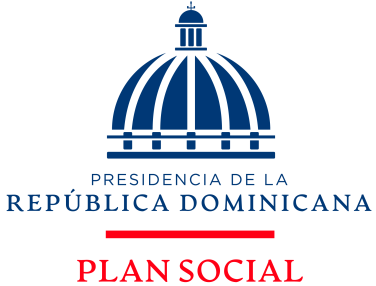 PRESIDENCIA DE LA
REPÚBLICA DOMINICANA
PLAN SOCIAL